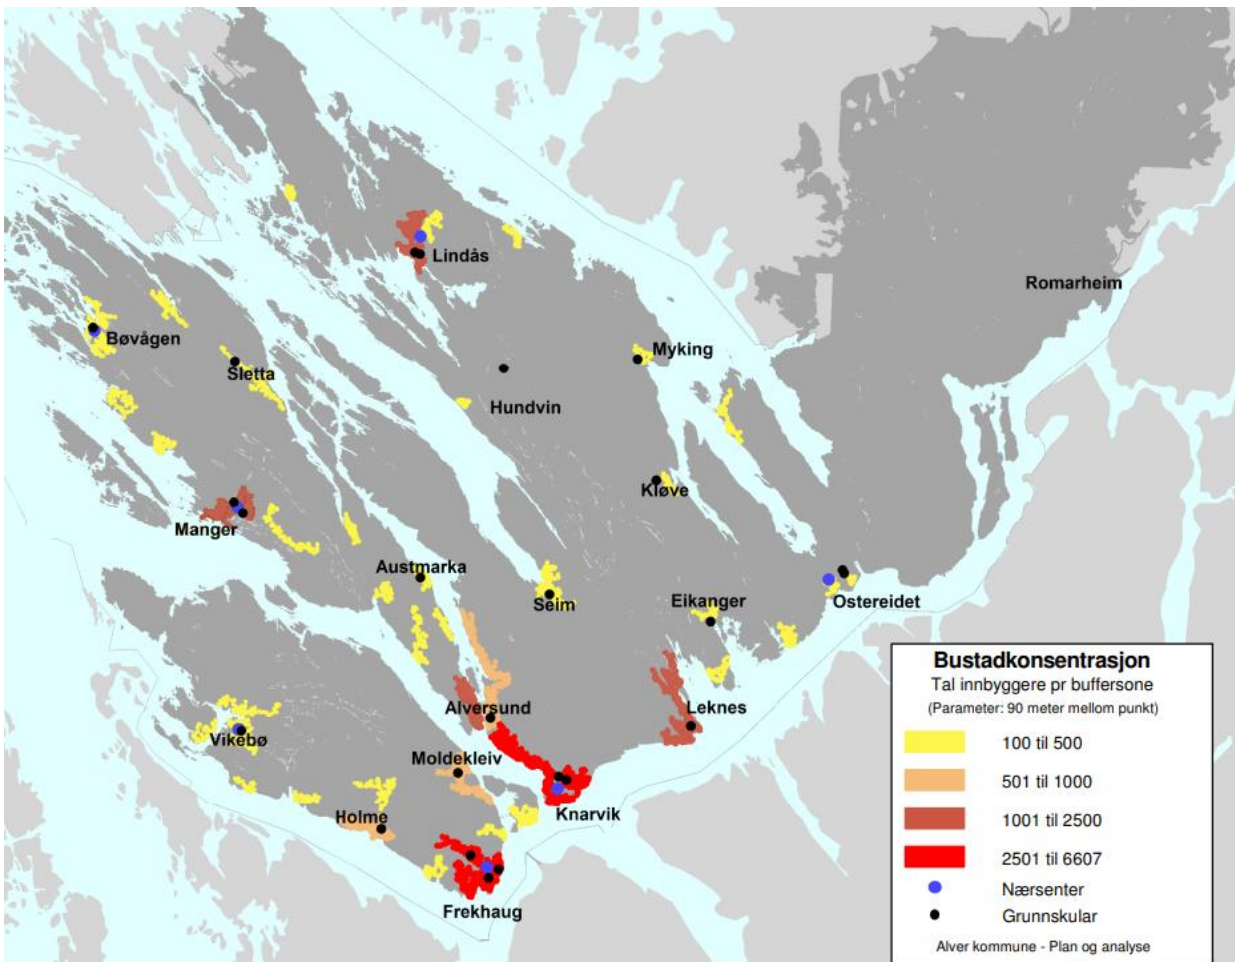 Lindås
Romarheim
Bøvågen
Myking
Sletta
Hundvin
Kløve
Manger
Austmarka
Seim
Eikanger
Ostereidet
Alversund
Leknes
Vikebø
Moldekleiv
Knarvik
Holme
Frekhaug
Bustadkonsentrasjon
Tal innbyggere pr buffersone
(Parameter: 90 meter mellom punkt)
100 til 500
501 til 1000
1001 til 2500
2501 til 6607
Nærsenter
Grunnskular
Alver kommune - Plan og analyse